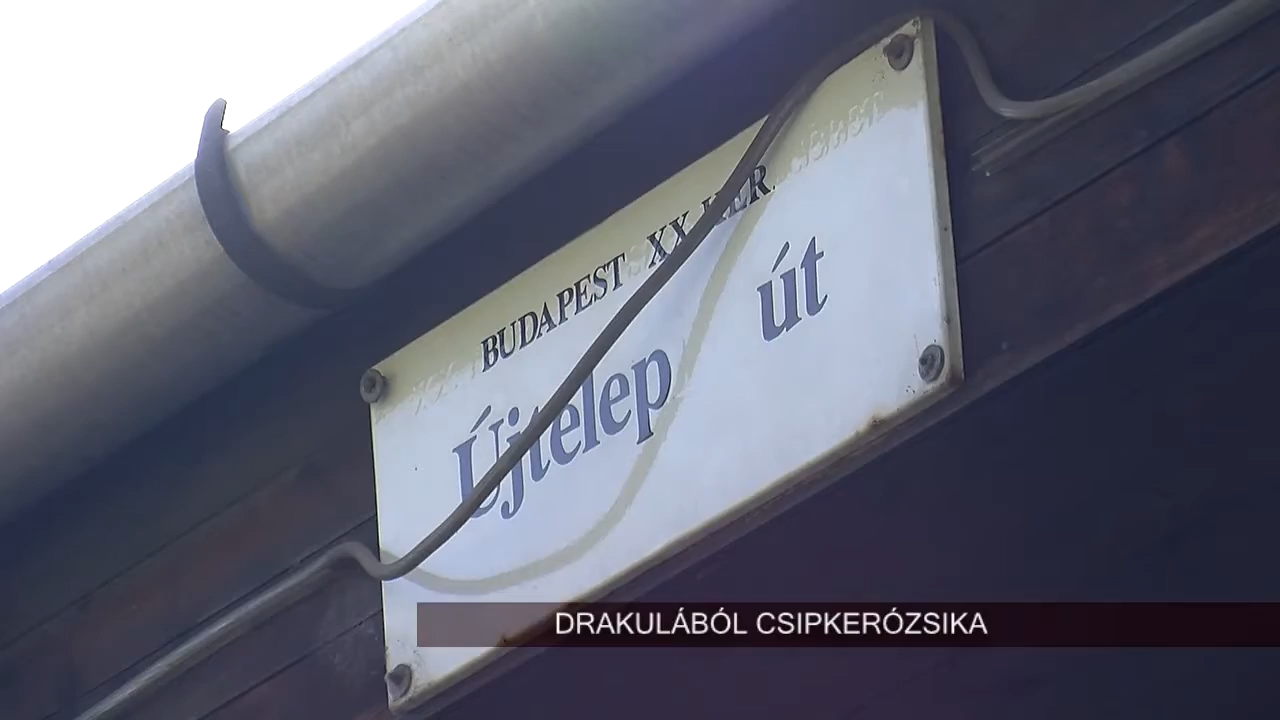 BUDAPEST XX. KER.
Újtelep út
DRAKULÁBÓL CSIPKERÓZSIKA